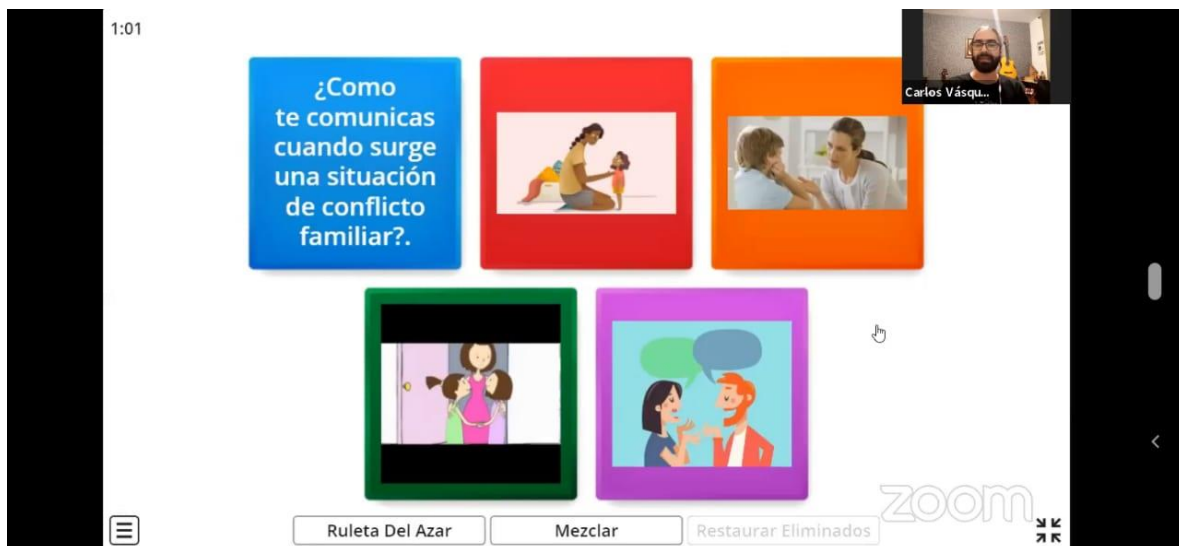 1:01
¿Como
te comunicas
cuando surge
una situación
de conflicto
familiar?.
Carlos Vásqu...
Ruleta Del Azar
Mezclar
Restaurar Eliminados
zoom